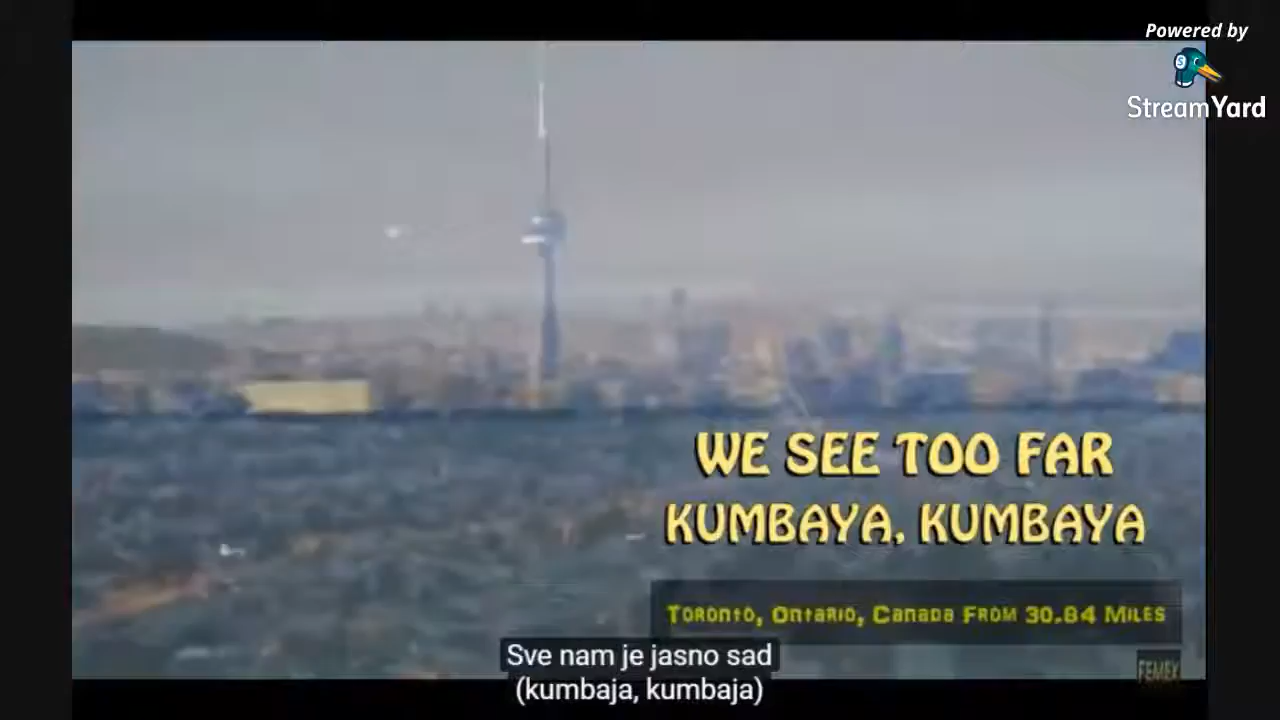 Powered by
StreamYard
WE SEE TOO FAR
KUMBAYA, KUMBAYA
Toronto, Ontario, Canada From 30.84 Miles
FEMEK
Sve nam je jasno sad
(kumbaja, kumbaja)